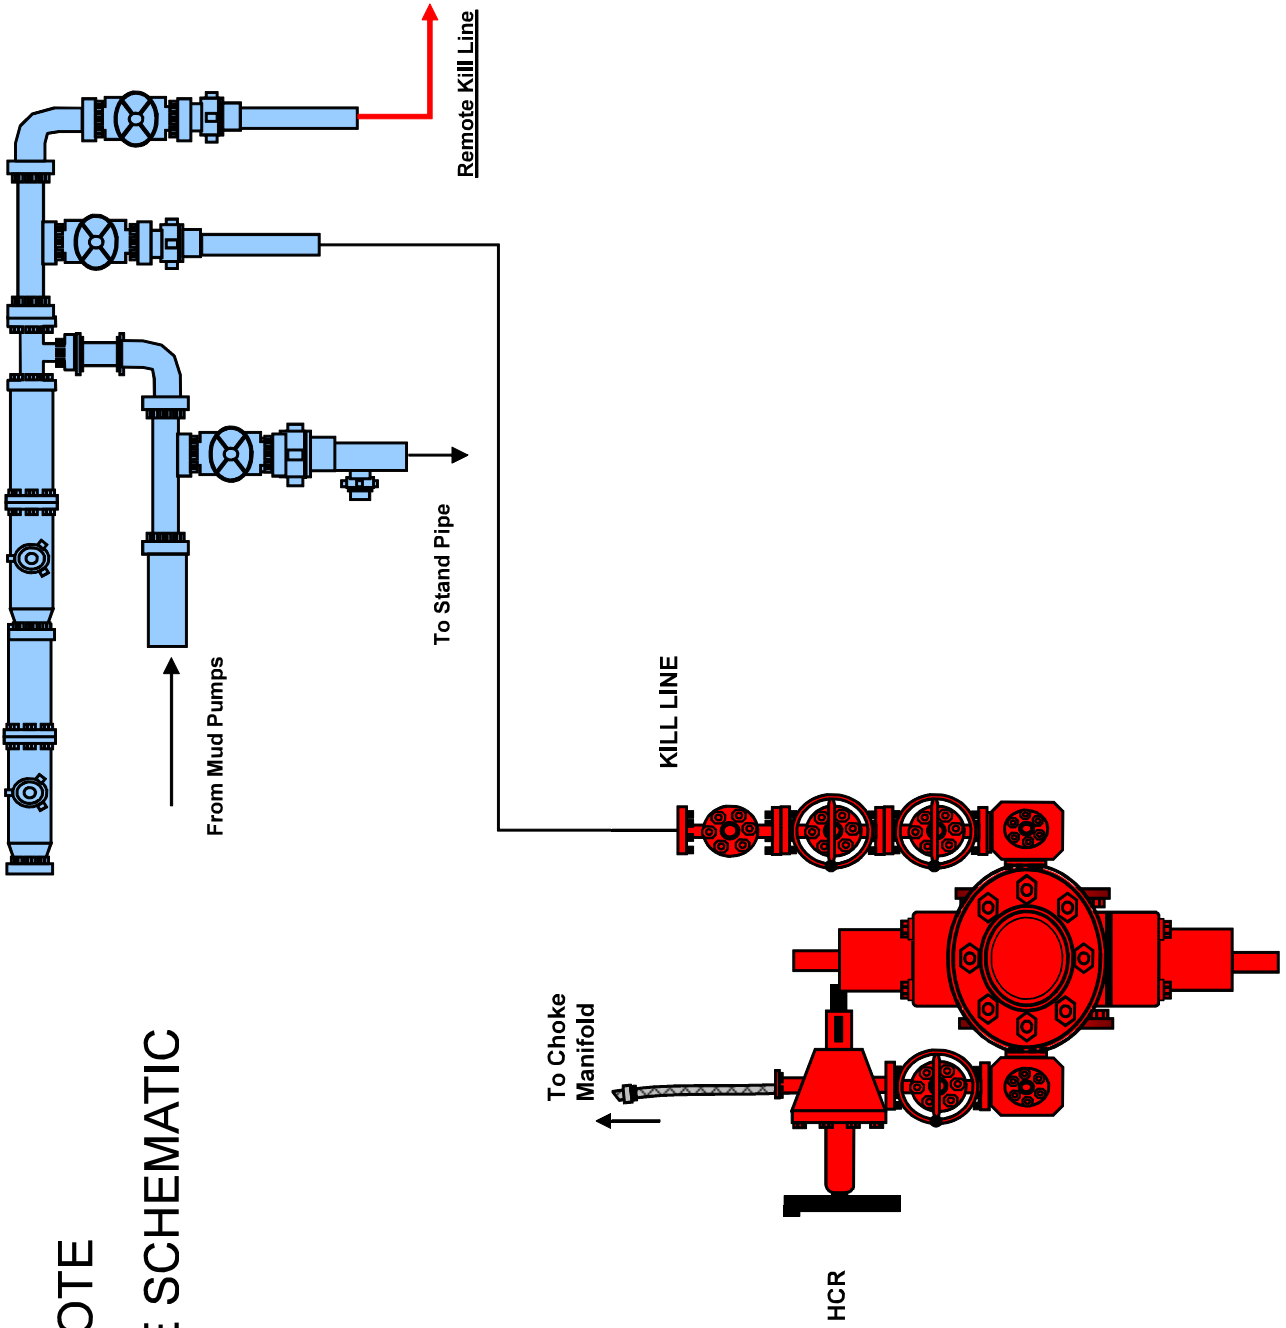 OTE
E SCHEMATIC
Remote Kill Line
To Stand Pipe
From Mud Pumps
KILL LINE
To Choke
Manifold
HCR